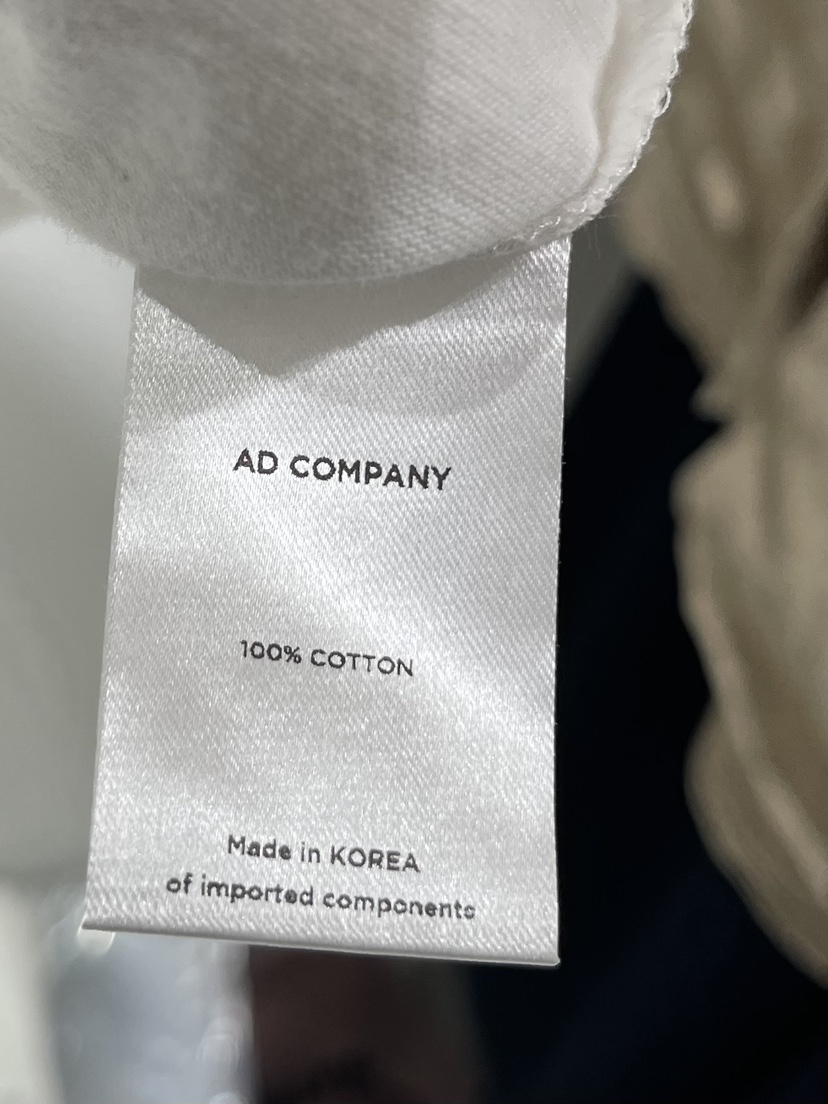 AD COMPANY
100% COTTON
Made in KOREA
of imported components